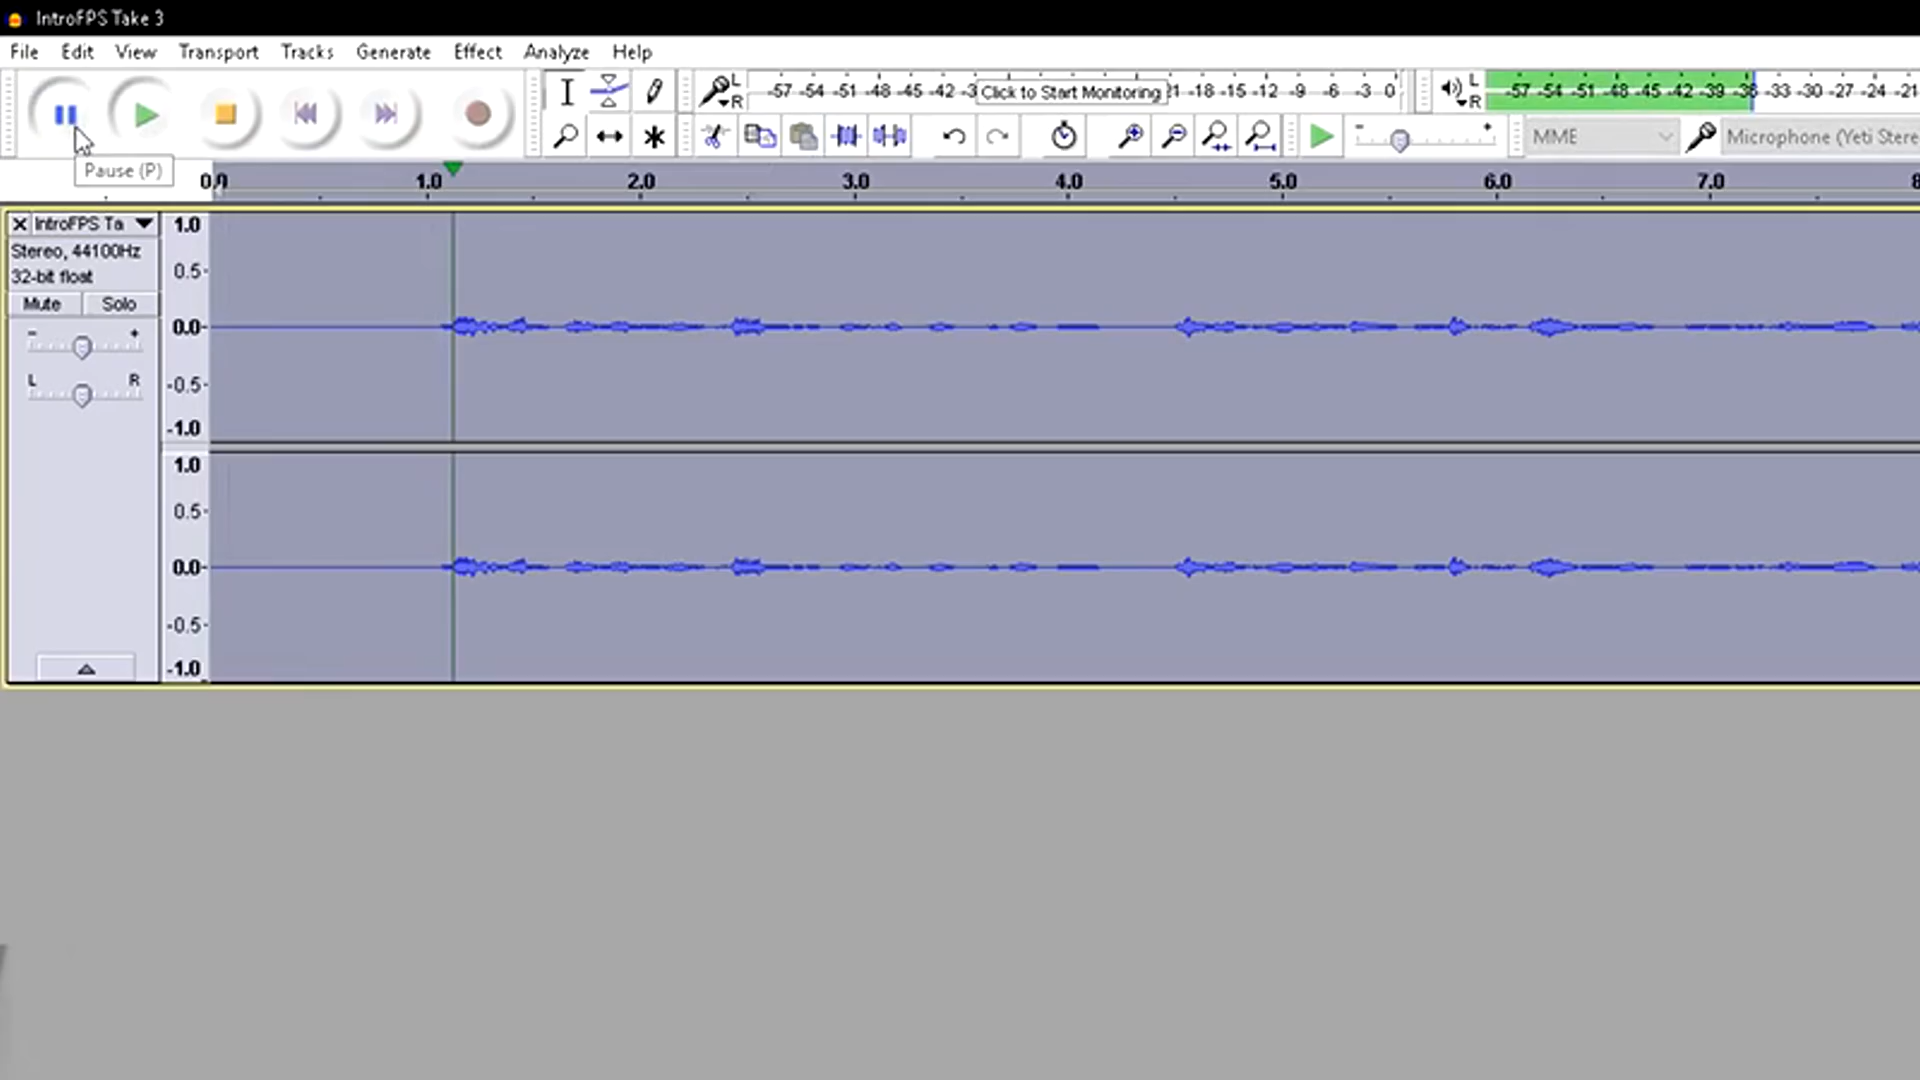 IntroFPS Take 3
File Edit View Transport Tracks Generate Effect Analyze Help
L R -57 -54 -51 -48 -45 -42 -3 Click to Start Monitoring 21 -18 -15 -12 -9 -6 -3 0 L R -57 -54 -51 -48 -45 -42 -39 -36 -33 -30 -27 -24 -21
MME Microphone (Yeti Stere
Pause (P)
1.0 2.0 3.0 4.0 5.0 6.0 7.0 8
IntroFPS Ta 1.0
Stereo, 44100Hz
0.5
32-bit float
Mute Solo
0.0
- +
L R
-0.5
-1.0
1.0
0.5
0.0
-0.5
-1.0